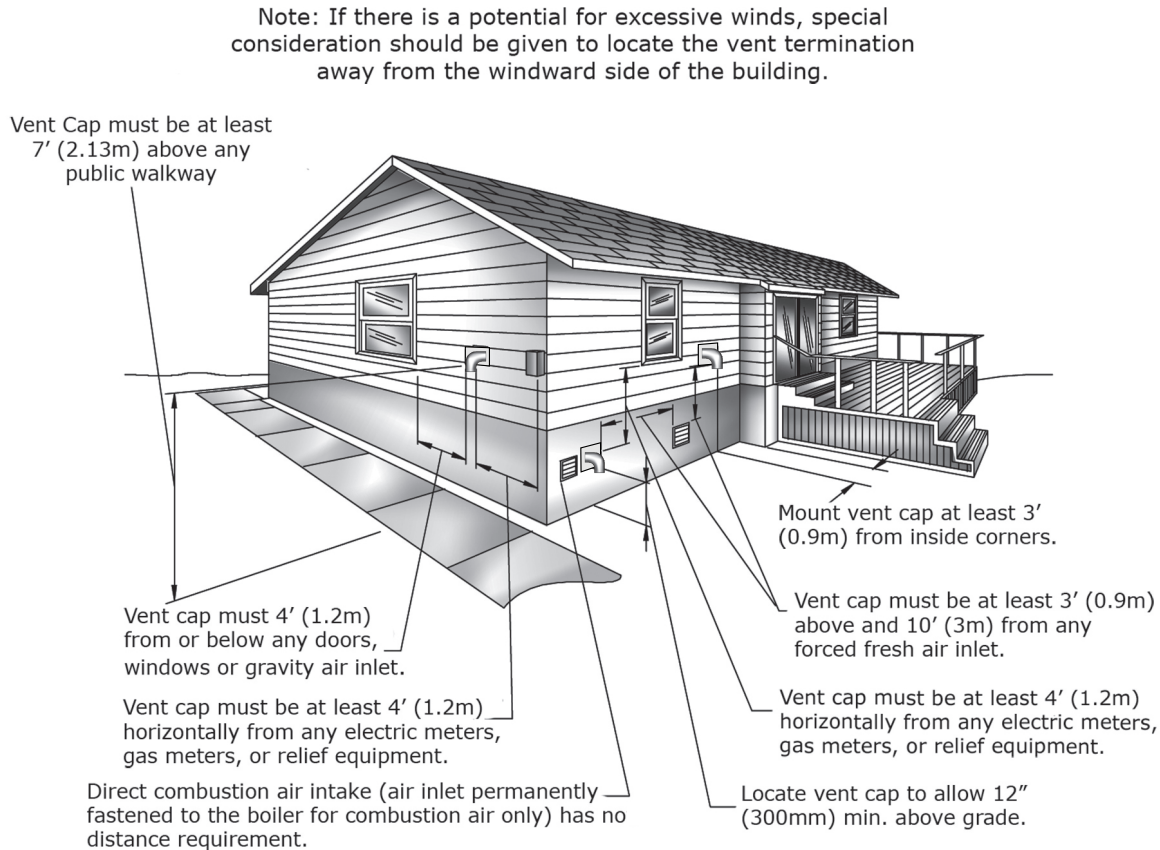 Note: If there is a potential for excessive winds, special
consideration should be given to locate the vent termination
away from the windward side of the building.
Vent Cap must be at least
7’ (2.13m) above any
public walkway
Mount vent cap at least 3’
(0.9m) from inside corners.
Vent cap must 4’ (1.2m)
from or below any doors,
windows or gravity air inlet.
Vent cap must be at least 3’ (0.9m)
above and 10’ (3m) from any
forced fresh air inlet.
Vent cap must be at least 4’ (1.2m)
horizontally from any electric meters,
gas meters, or relief equipment.
Vent cap must be at least 4’ (1.2m)
horizontally from any electric meters,
gas meters, or relief equipment.
Direct combustion air intake (air inlet permanently
fastened to the boiler for combustion air only) has no
distance requirement.
Locate vent cap to allow 12”
(300mm) min. above grade.